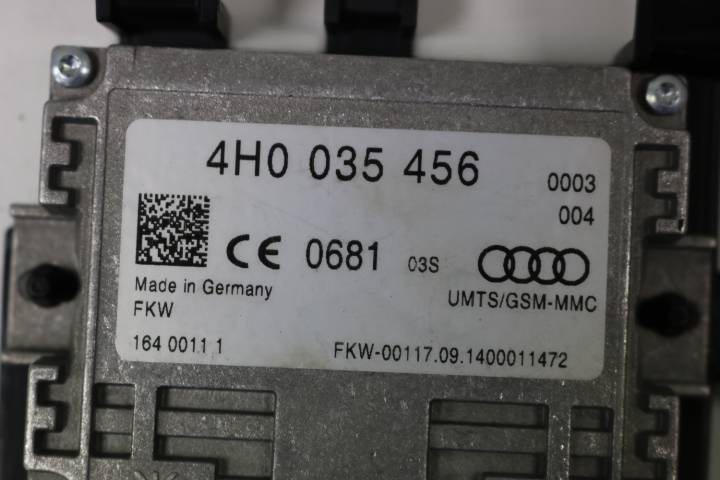 4H0 035 456 0003
004
CE 0681 03S
Made in Germany UMTS/GSM-MMC
FKW
164 0011 1 FKW-00117.09.1400011472